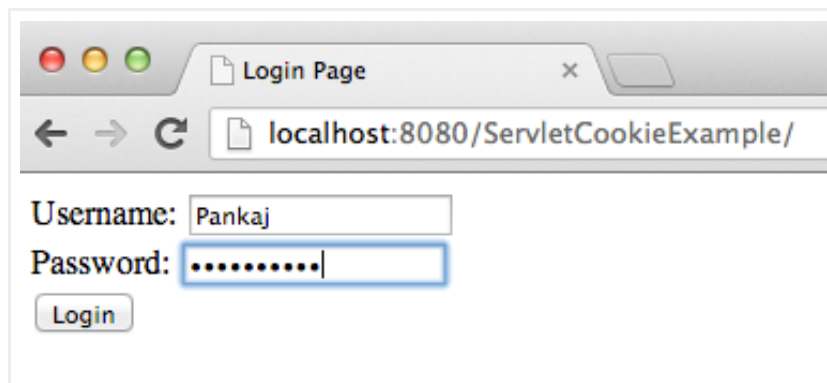 Login Page
localhost:8080/ServletCookieExample/
Username: Pankaj
Password: ••••••••••
Login